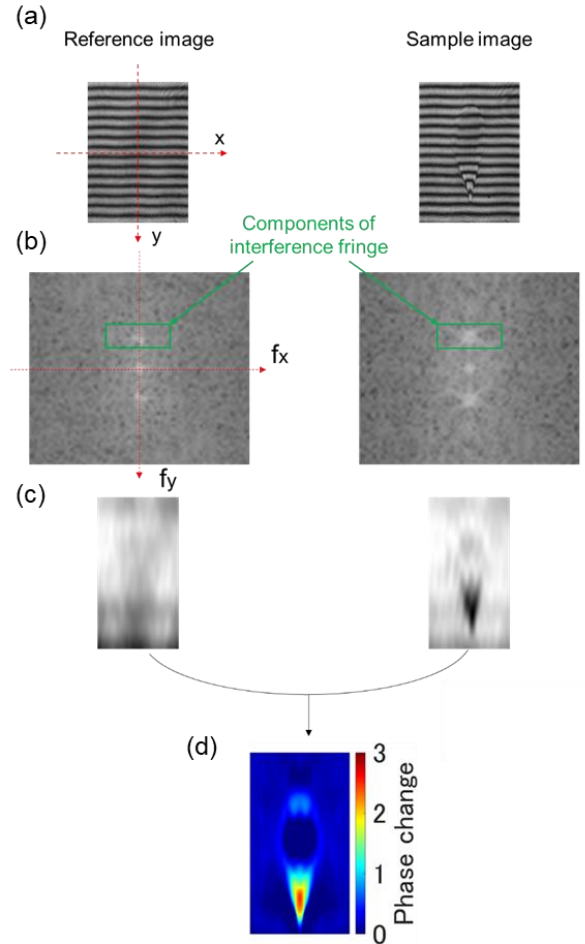 (a)
Reference image
Sample image
x
y
Components of
interference fringe
(b)
fx
fy
(c)
(d)
3
2
1
0
Phase change